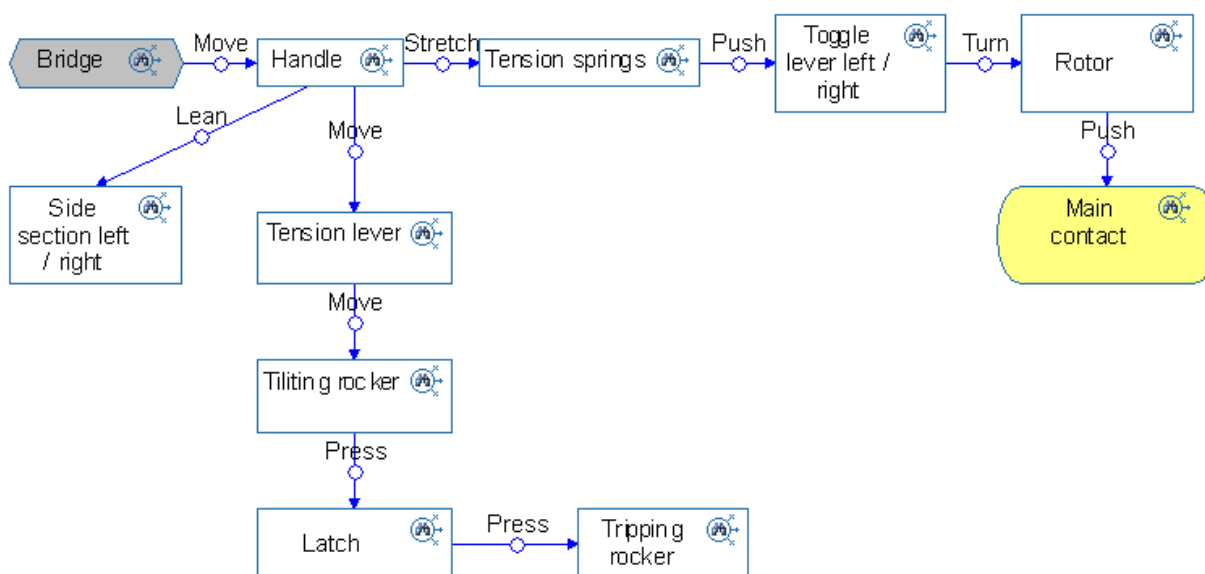 Bridge
Move
Handle
Stretch
Tension springs
Push
Toggle
lever left /
right
Turn
Rotor
Lean
Move
Push
Side
section left
/ right
Tension lever
Main
contact
Move
Tiliting rocker
Press
Latch
Press
Tripping
rocker